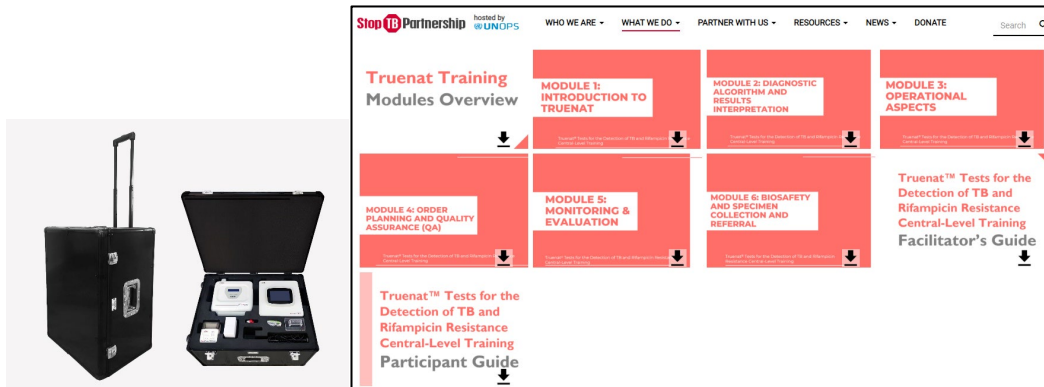 Stop TB Partnership
hosted by
UNOPS
WHO WE ARE
WHAT WE DO
PARTNER WITH US
RESOURCES
NEWS
DONATE
Search
Truenat Training
Modules Overview
MODULE 1:
INTRODUCTION TO
TRUENAT
MODULE 2: DIAGNOSTIC
ALGORITHM AND
RESULTS
INTERPRETATION
MODULE 3:
OPERATIONAL
ASPECTS
MODULE 4: ORDER
PLANNING AND QUALITY
ASSURANCE (QA)
MODULE 5:
MONITORING &
EVALUATION
MODULE 6: BIOSAFETY
AND SPECIMEN
COLLECTION AND
REFERRAL
Truenat™ Tests for the
Detection of TB and
Rifampicin Resistance
Central-Level Training
Facilitator's Guide
Truenat™ Tests for the
Detection of TB and
Rifampicin Resistance
Central-Level Training
Participant Guide